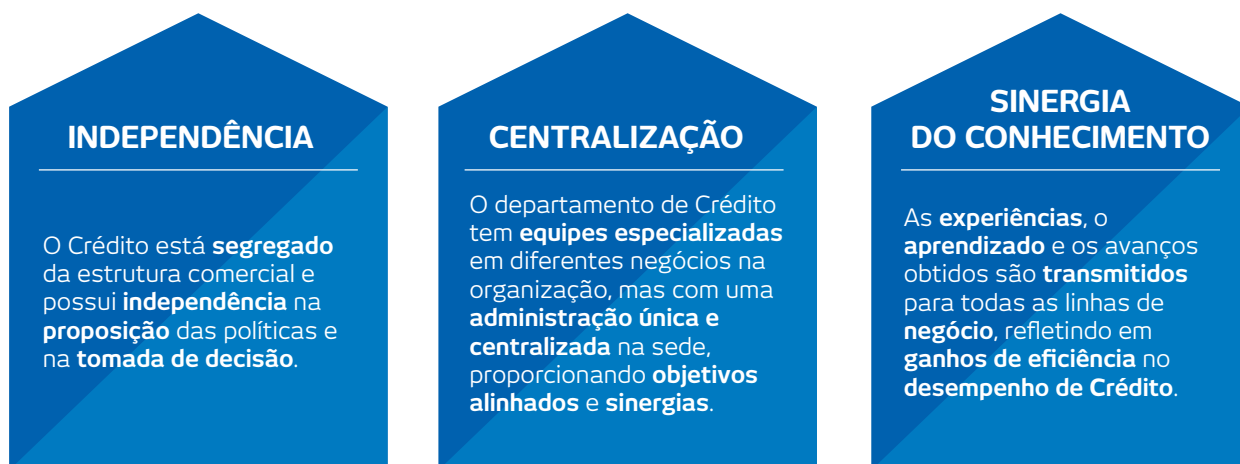 INDEPENDÊNCIA
O Crédito está segregado
da estrutura comercial e
possui independência na
proposição das políticas e
na tomada de decisão.
CENTRALIZAÇÃO
O departamento de Crédito
tem equipes especializadas
em diferentes negócios na
organização, mas com uma
administração única e
centralizada na sede,
proporcionando objetivos
alinhados e sinergias.
SINERGIA
DO CONHECIMENTO
As experiências, o
aprendizado e os avanços
obtidos são transmitidos
para todas as linhas de
negócio, refletindo em
ganhos de eficiência no
desempenho de Crédito.